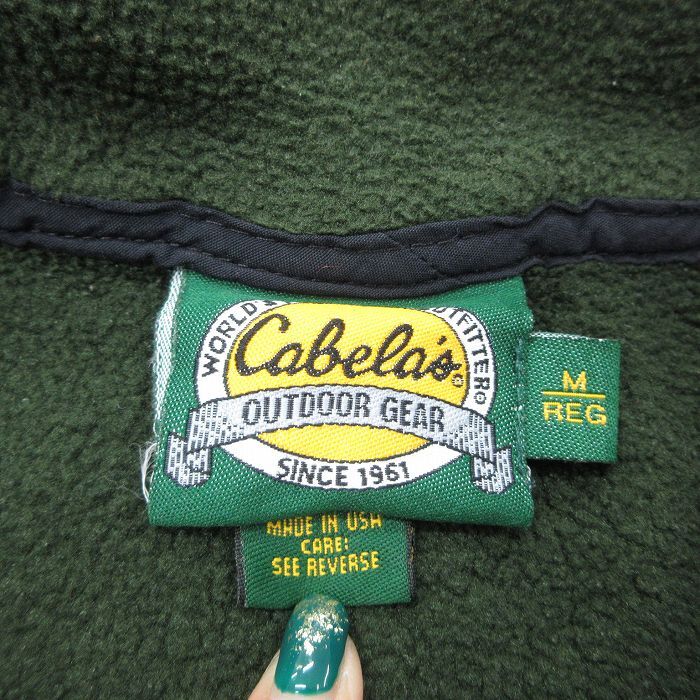 WORLD'S
OUTFITTER®
Cabela's®
OUTDOOR GEAR
SINCE 1961
M
REG
MADE IN USA
CARE:
SEE REVERSE